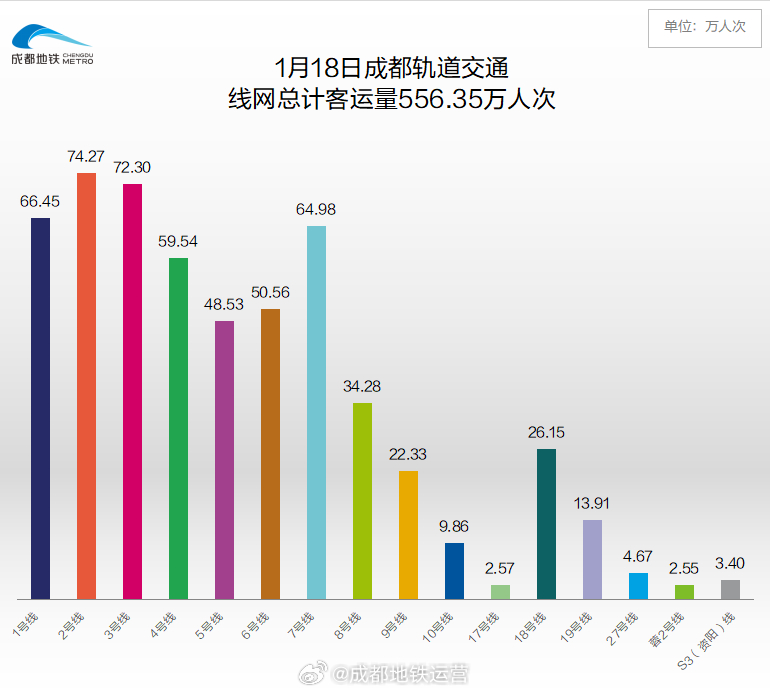 成都地铁 CHENGDU METRO
单位：万人次
1月18日成都轨道交通
线网总计客运量556.35万人次
66.45
74.27
72.30
59.54
48.53
50.56
64.98
34.28
22.33
9.86
2.57
26.15
13.91
4.67
2.55
3.40
1号线
2号线
3号线
4号线
5号线
6号线
7号线
8号线
9号线
10号线
17号线
18号线
19号线
27号线
蓉2号线
S3（资阳）线
@成都地铁运营